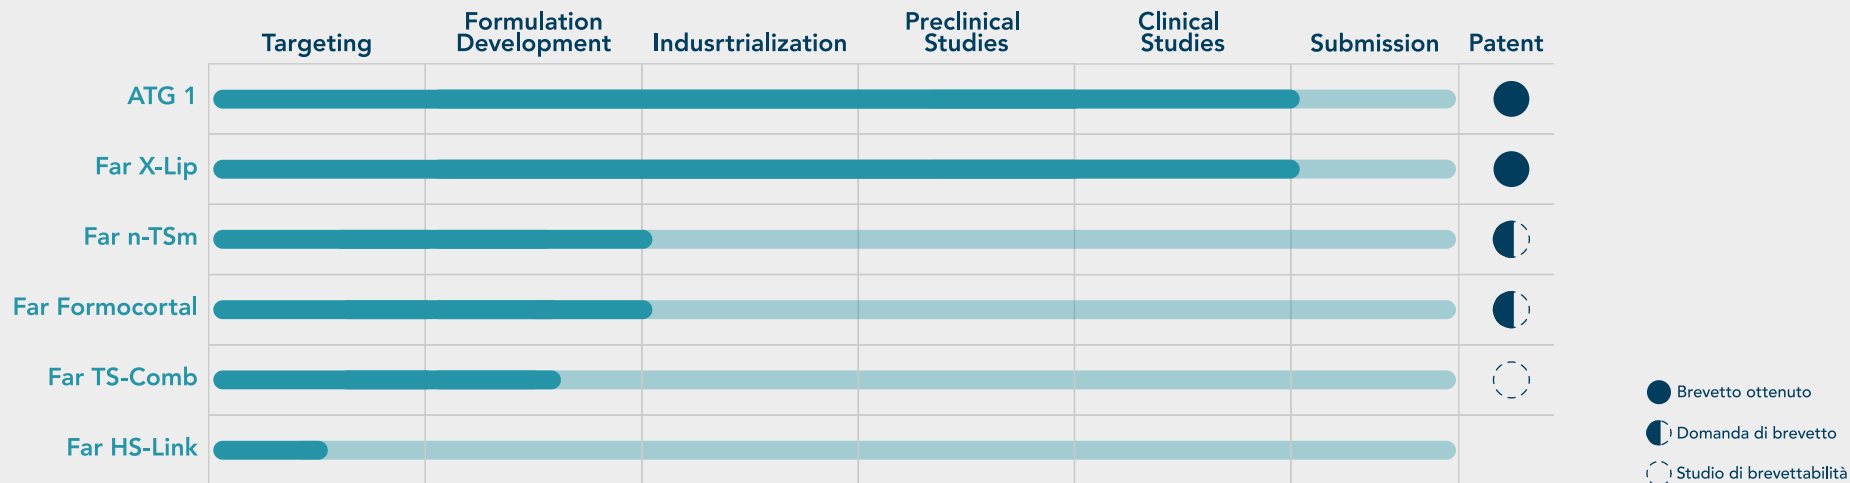 Targeting
Formulation
Development
Indusrtrialization
Preclinical
Studies
Clinical
Studies
Submission
Patent
ATG 1
Far X-Lip
Far n-TSm
Far Formocortal
Far TS-Comb
Far HS-Link
Brevetto ottenuto
Domanda di brevetto
Studio di brevettabilità